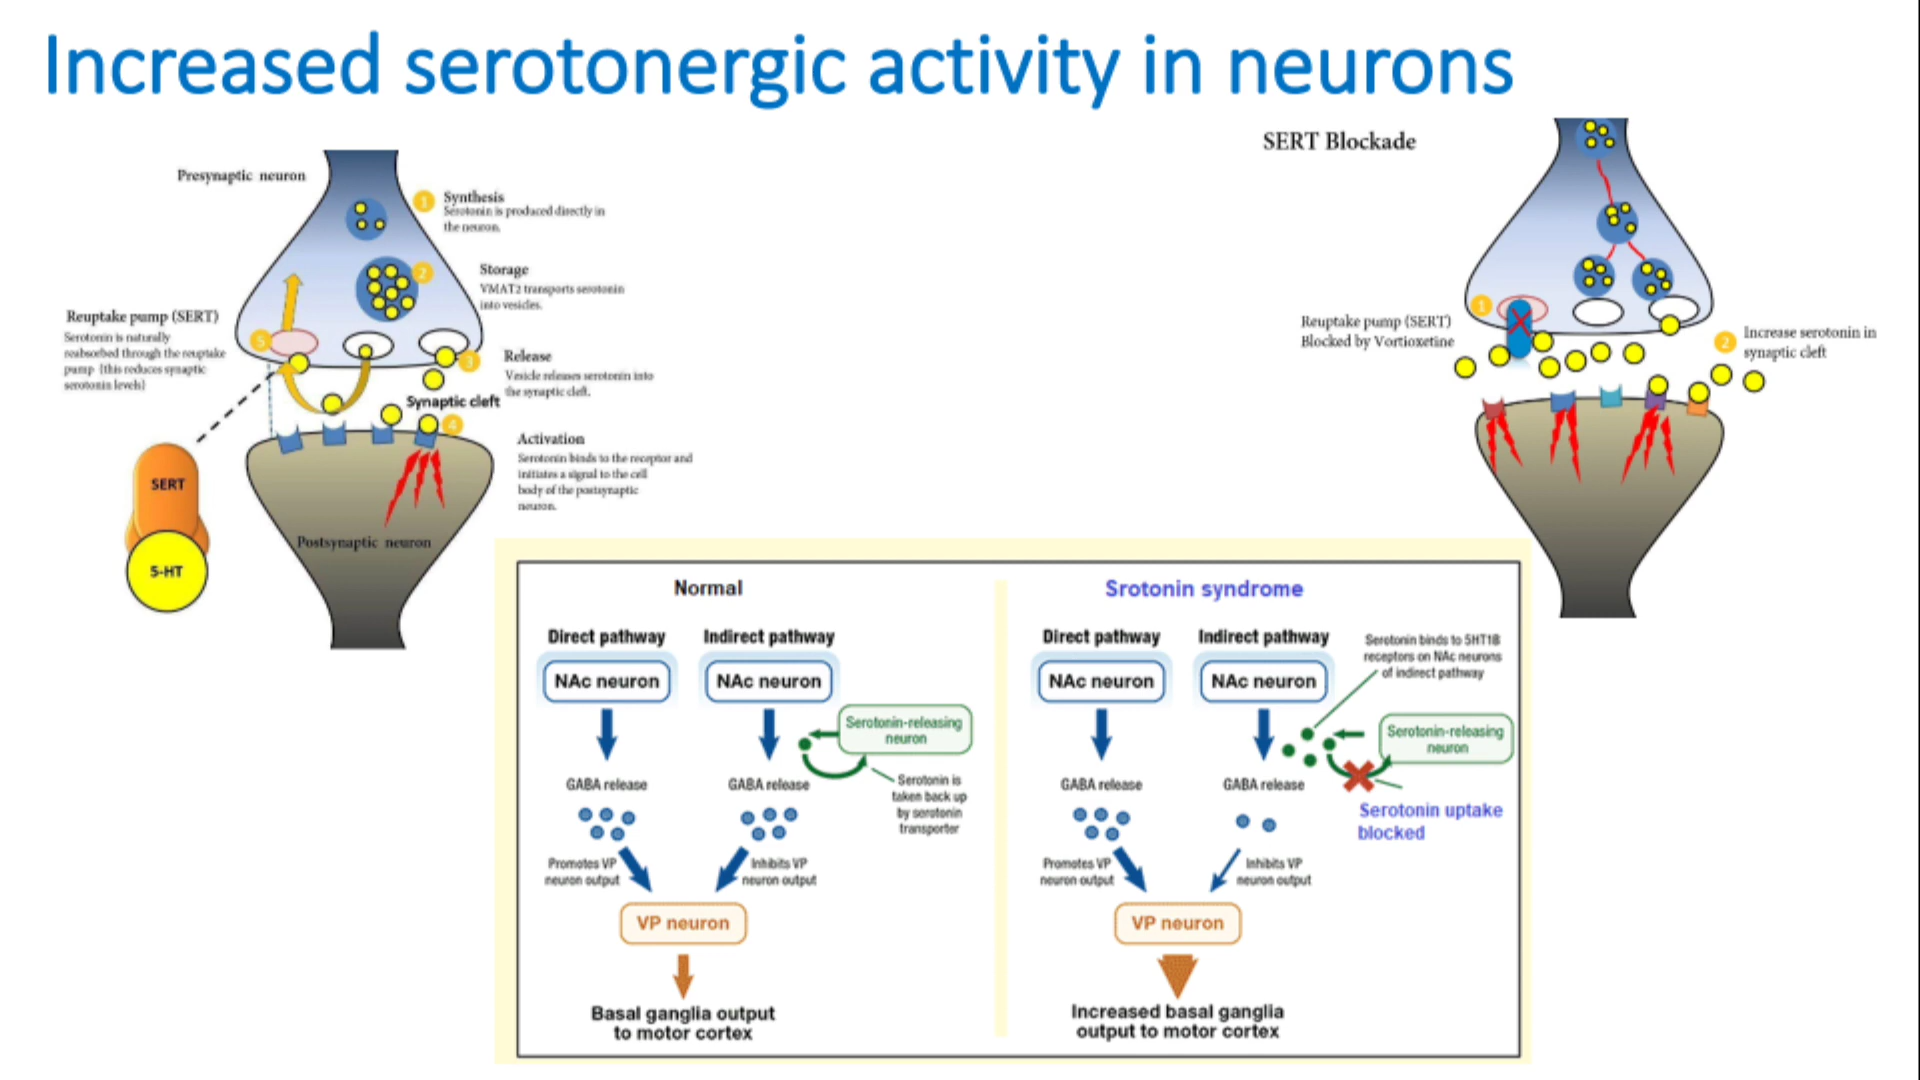 Increased serotonergic activity in neurons
Presynaptic neuron
1 Synthesis
Serotonin is produced directly in
the neuron.
2 Storage
VMAT2 transports serotonin
into vesicles.
Reuptake pump (SERT)
Serotonin is naturally
reabsorbed through the reuptake
pump (this reduces synaptic
serotonin levels)
5
3 Release
Vesicle releases serotonin into
the synaptic cleft.
Synaptic cleft
4
Activation
Serotonin binds to the receptor and
initiates a signal to the cell
body of the postsynaptic
neuron.
SERT
5-HT
Postsynaptic neuron
SERT Blockade
1
Reuptake pump (SERT)
Blocked by Vortioxetine
2 Increase serotonin in
synaptic cleft
Normal
Direct pathway
Indirect pathway
NAc neuron
NAc neuron
Serotonin-releasing
neuron
GABA release
GABA release
Serotonin is
taken back up
by serotonin
transporter
Promotes VP
neuron output
Inhibits VP
neuron output
VP neuron
Basal ganglia output
to motor cortex
Srotonin syndrome
Direct pathway
Indirect pathway
Serotonin binds to 5HT1B
receptors on NAc neurons
of indirect pathway
NAc neuron
NAc neuron
Serotonin-releasing
neuron
GABA release
GABA release
Serotonin uptake
blocked
Promotes VP
neuron output
Inhibits VP
neuron output
VP neuron
Increased basal ganglia
output to motor cortex